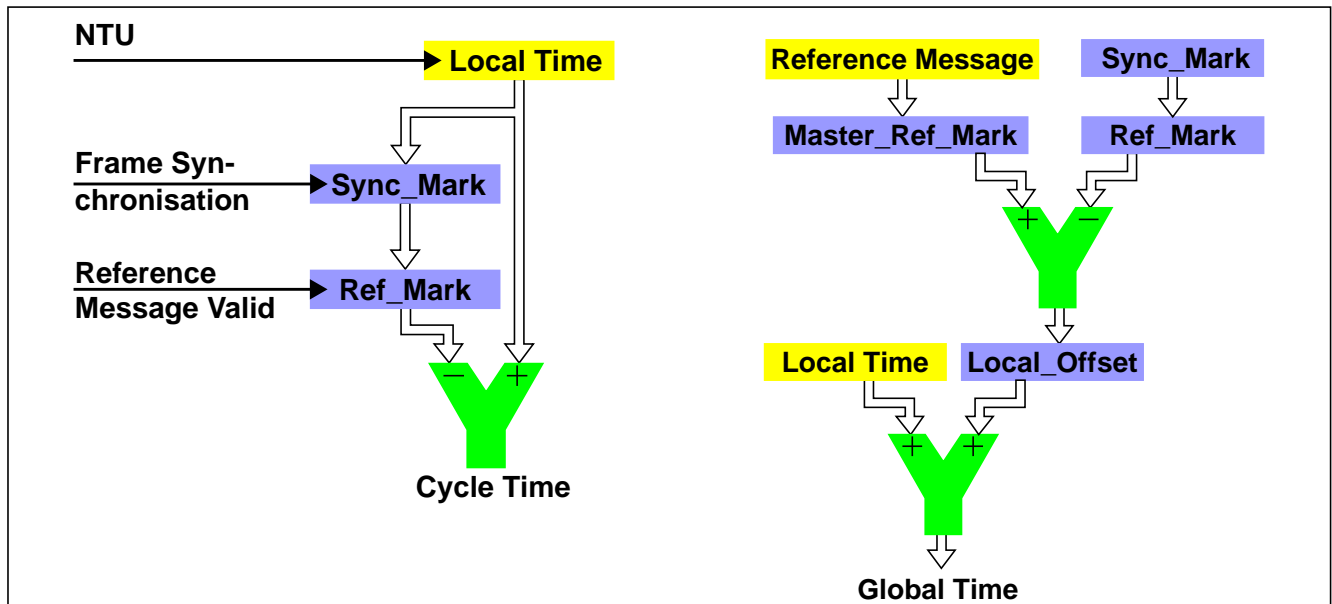 NTU
Local Time
Frame Syn-
chronisation
Sync_Mark
Reference
Message Valid
Ref_Mark
− +
Cycle Time
Reference Message
Sync_Mark
Master_Ref_Mark
Ref_Mark
+ −
Local Time
Local_Offset
+ +
Global Time